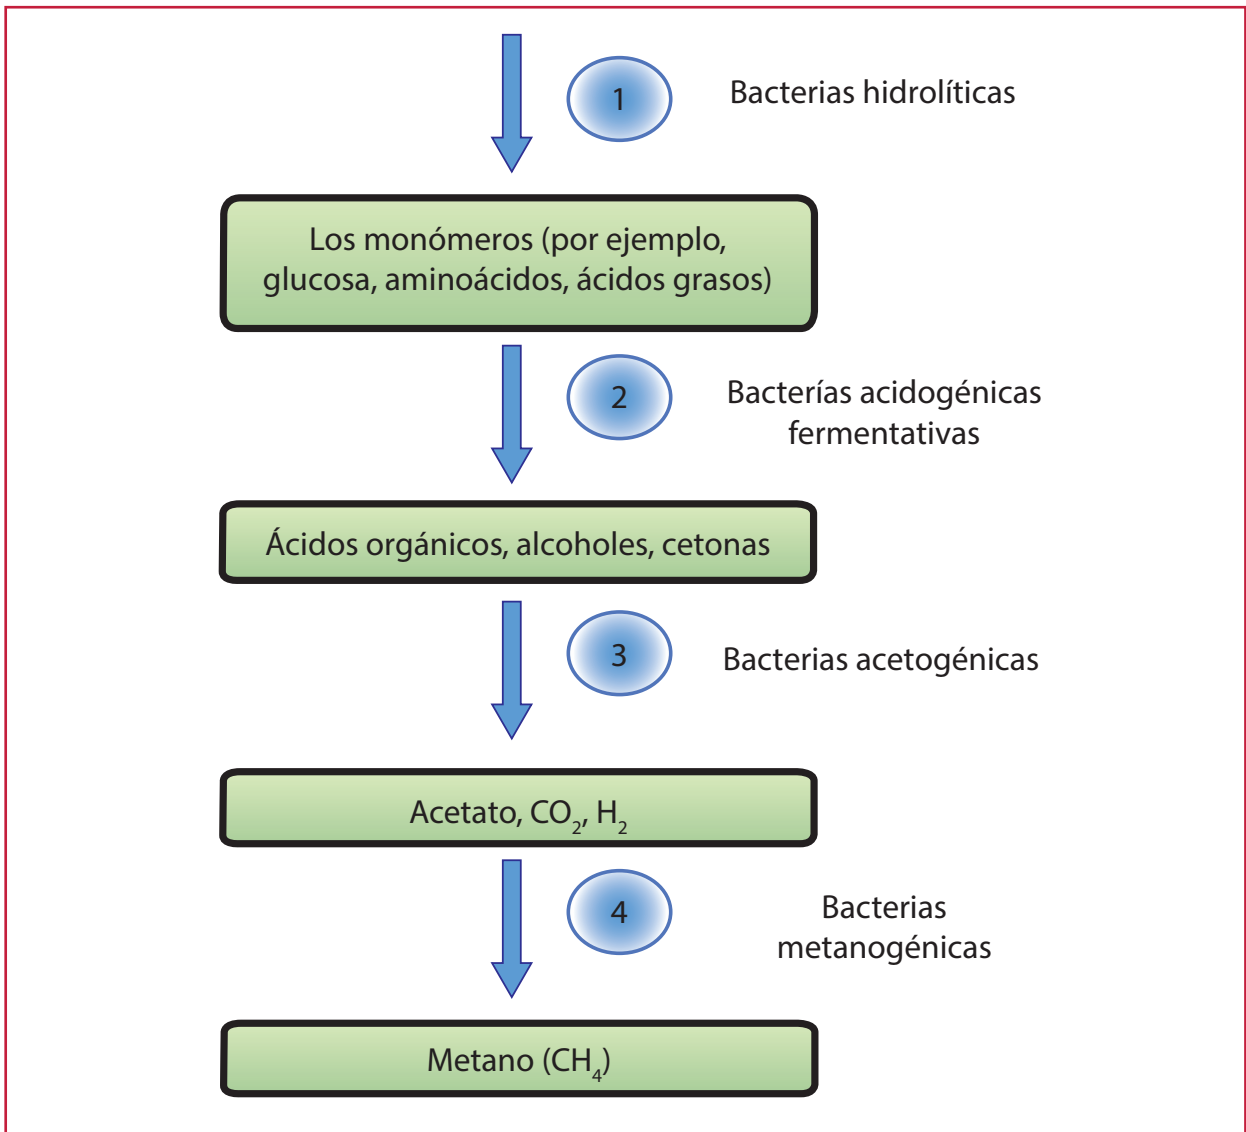 1
Bacterias hidrolíticas
Los monómeros (por ejemplo,
glucosa, aminoácidos, ácidos grasos)
2
Bacterías acidogénicas
fermentativas
Ácidos orgánicos, alcoholes, cetonas
3
Bacterias acetogénicas
Acetato, CO₂, H₂
4
Bacterias
metanogénicas
Metano (CH₄)